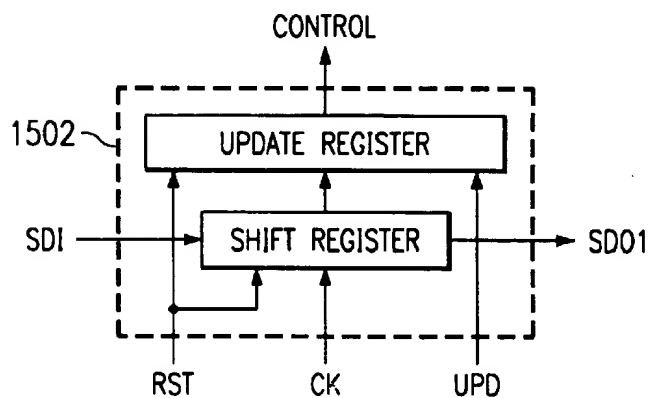 CONTROL
1502
UPDATE REGISTER
SDI
SHIFT REGISTER
SDO1
RST
CK
UPD